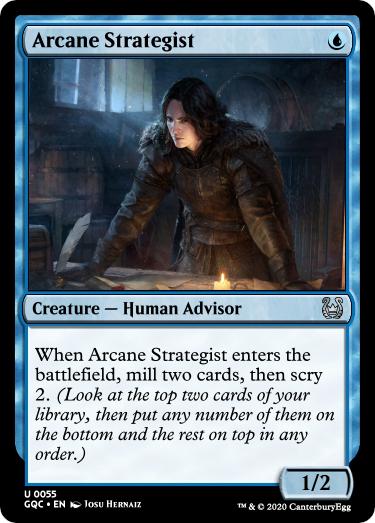 Arcane Strategist
Creature — Human Advisor
When Arcane Strategist enters the
battlefield, mill two cards, then scry
2. (Look at the top two cards of your
library, then put any number of them on
the bottom and the rest on top in any
order.)
1/2
U 0055
GQC • EN Josu Hernaiz
™ & © 2020 CanterburyEgg